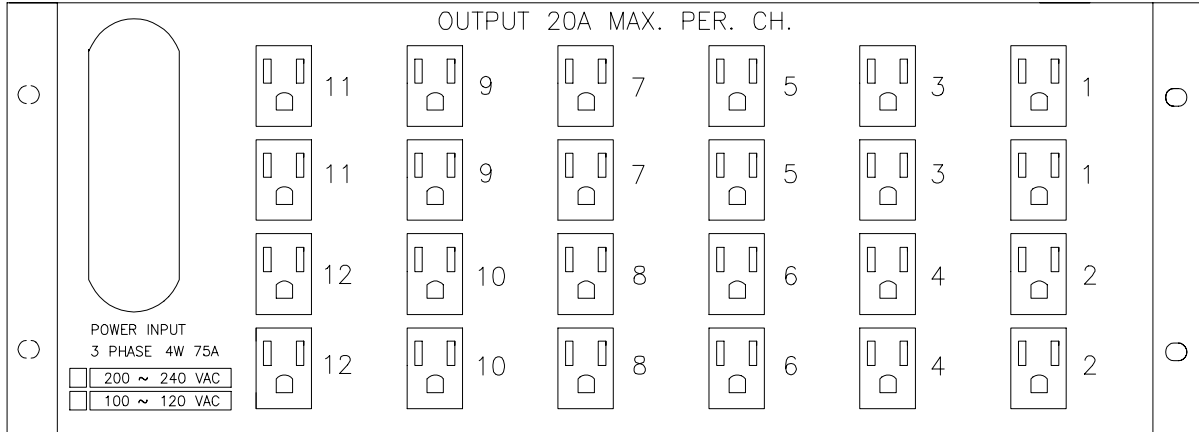 OUTPUT 20A MAX. PER. CH.
11 9 7 5 3 1
11 9 7 5 3 1
12 10 8 6 4 2
12 10 8 6 4 2
POWER INPUT
3 PHASE 4W 75A
200 ~ 240 VAC
100 ~ 120 VAC